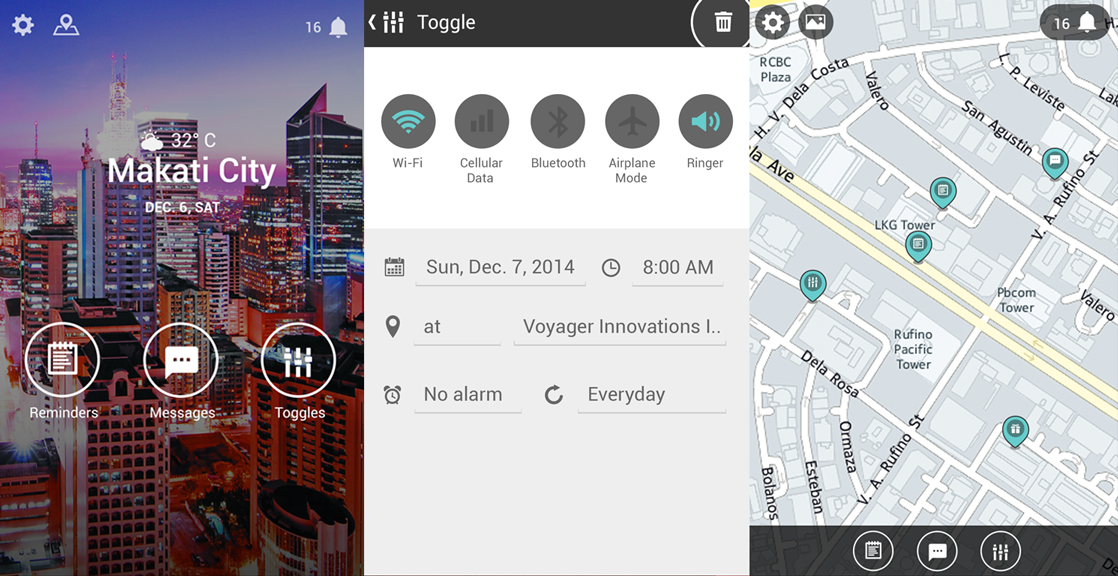 16
32° C
Makati City
DEC. 6, SAT
Reminders
Messages
Toggles
Toggle
Wi-Fi
Cellular
Data
Bluetooth
Airplane
Mode
Ringer
Sun, Dec. 7, 2014
8:00 AM
at
Voyager Innovations I..
No alarm
Everyday
16
RCBC
Plaza
H. V. Dela Costa
Valero
L. P. Leviste
San Agustin
la Ave
V. A. Rufino St
LKG Tower
Pbcom
Tower
Valero
Rufino
Pacific
Tower
Dela Rosa
Ormaza
Esteban
Bolanos
V. A. Rufino St